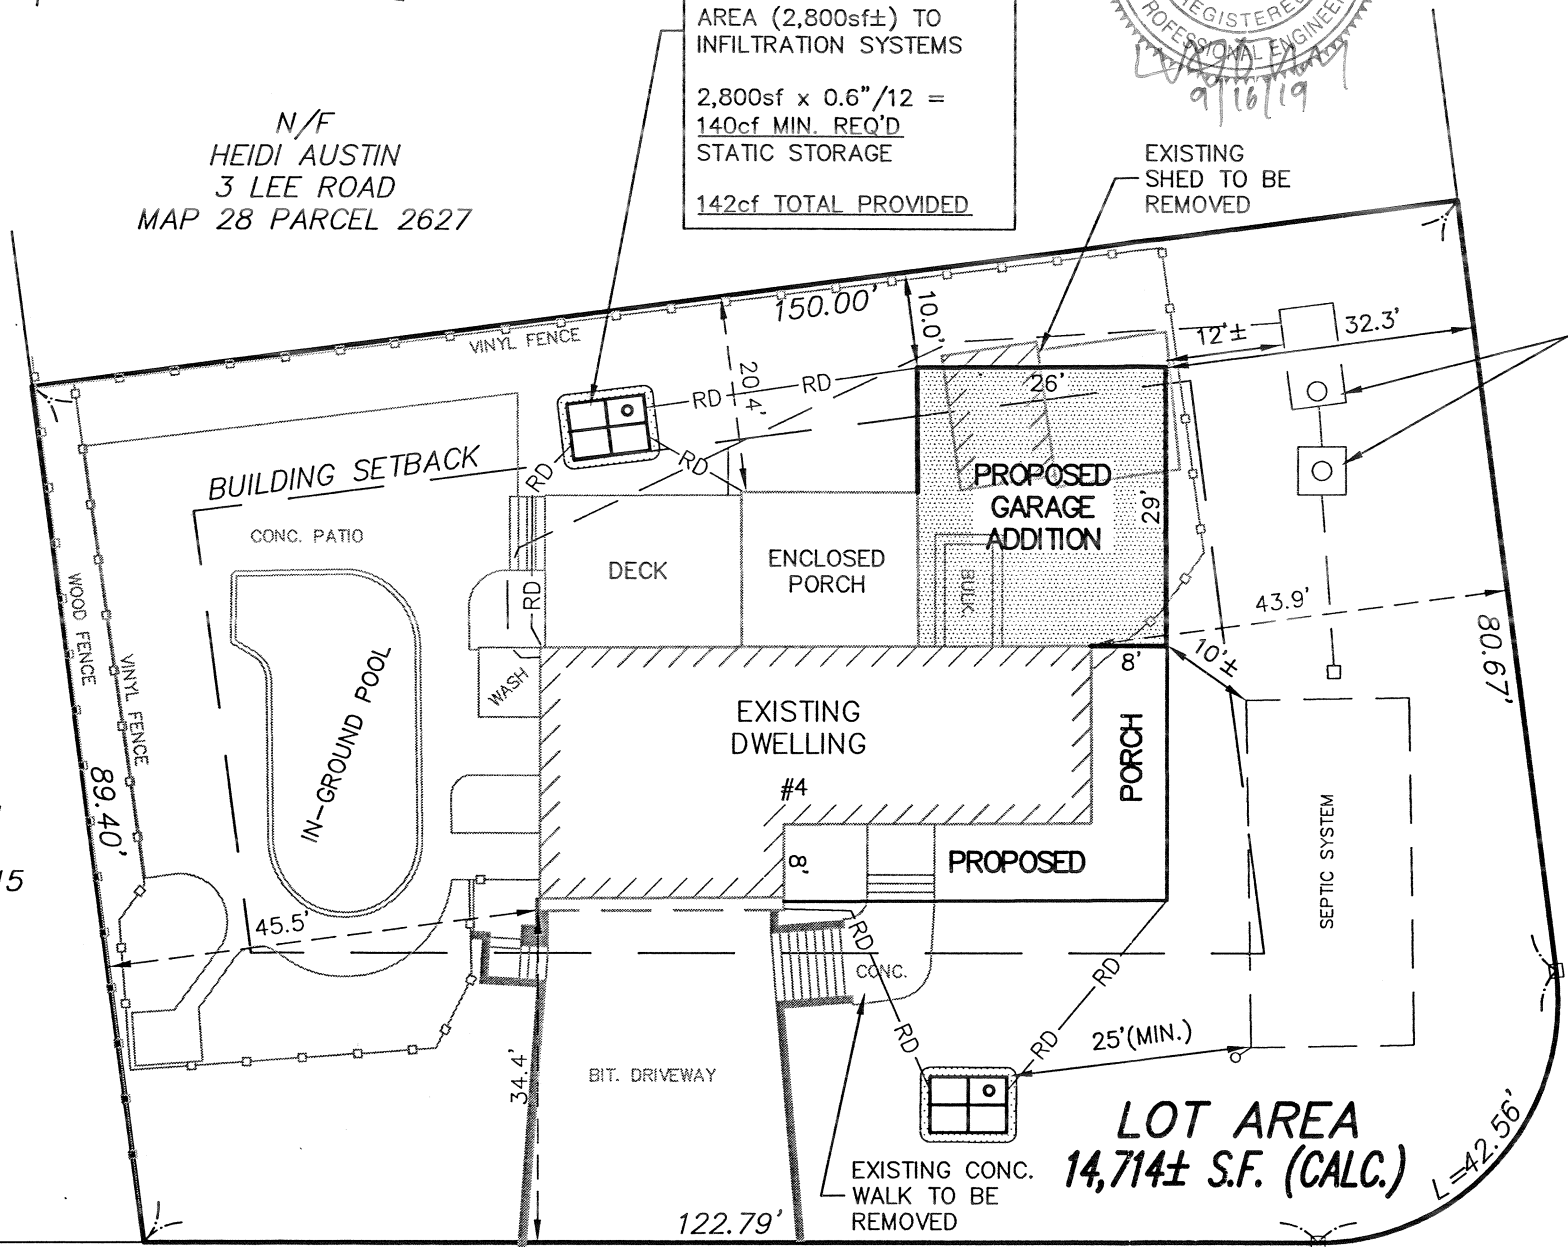 AREA (2,800sf±) TO
INFILTRATION SYSTEMS
2,800sf x 0.6"/12 =
140cf MIN. REQ'D
STATIC STORAGE
142cf TOTAL PROVIDED
REGISTERED
PROFESSIONAL ENGINEER
9/16/19
N/F
HEIDI AUSTIN
3 LEE ROAD
MAP 28 PARCEL 2627
EXISTING
SHED TO BE
REMOVED
150.00'
10.0'
VINYL FENCE
12'±
32.3'
20.4'
RD
RD
26'
RD
RD
BUILDING SETBACK
PROPOSED
GARAGE
ADDITION
29'
CONC. PATIO
DECK
ENCLOSED
PORCH
BULK.
WOOD FENCE
VINYL FENCE
RD
43.9'
80.67'
10'±
8'
WASH
IN-GROUND POOL
EXISTING
DWELLING
#4
PORCH
89.40'
8'
PROPOSED
SEPTIC SYSTEM
15
45.5'
RD
CONC.
RD
RD
RD
25'(MIN.)
34.4'
BIT. DRIVEWAY
LOT AREA
14,714± S.F. (CALC.)
L=42.56'
EXISTING CONC.
WALK TO BE
REMOVED
122.79'